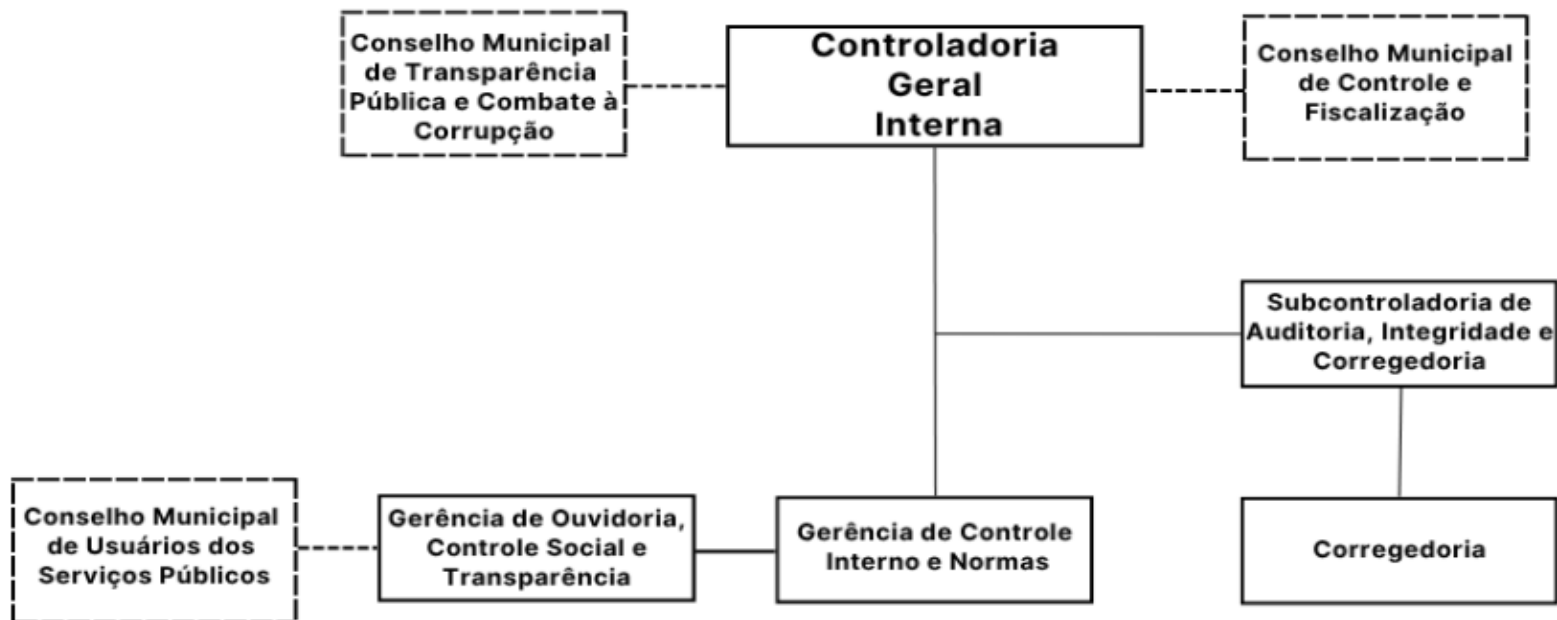 Conselho Municipal
de Transparência
Pública e Combate à
Corrupção
Controladoria
Geral
Interna
Conselho Municipal
de Controle e
Fiscalização
Subcontroladoria de
Auditoria, Integridade e
Corregedoria
Conselho Municipal
de Usuários dos
Serviços Públicos
Gerência de Ouvidoria,
Controle Social e
Transparência
Gerência de Controle
Interno e Normas
Corregedoria